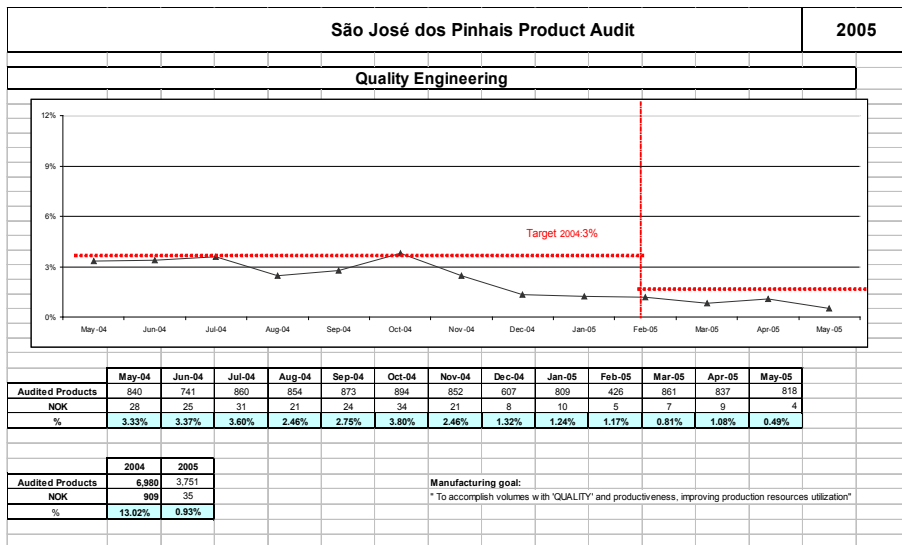 São José dos Pinhais Product Audit 2005
Quality Engineering
12%
9%
6%
Target 2004:3%
3%
0%
May-04 Jun-04 Jul-04 Aug-04 Sep-04 Oct-04 Nov-04 Dec-04 Jan-05 Feb-05 Mar-05 Apr-05 May-05
May-04 Jun-04 Jul-04 Aug-04 Sep-04 Oct-04 Nov-04 Dec-04 Jan-05 Feb-05 Mar-05 Apr-05 May-05
Audited Products 840 741 860 854 873 894 852 607 809 426 861 837 818
NOK 28 25 31 21 24 34 21 8 10 5 7 9 4
% 3.33% 3.37% 3.60% 2.46% 2.75% 3.80% 2.46% 1.32% 1.24% 1.17% 0.81% 1.08% 0.49%
2004 2005
Audited Products 6,980 3,751
NOK 909 35
% 13.02% 0.93%
Manufacturing goal:
" To accomplish volumes with 'QUALITY' and productiveness, improving production resources utilization"